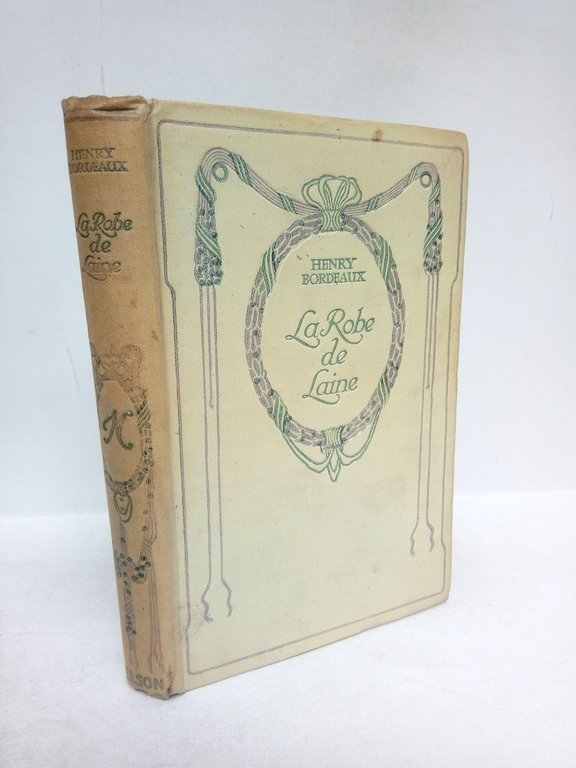 HENRY
BORDEAUX
La Robe
de
Laine
HENRY
BORDEAUX
La Robe
de
Laine